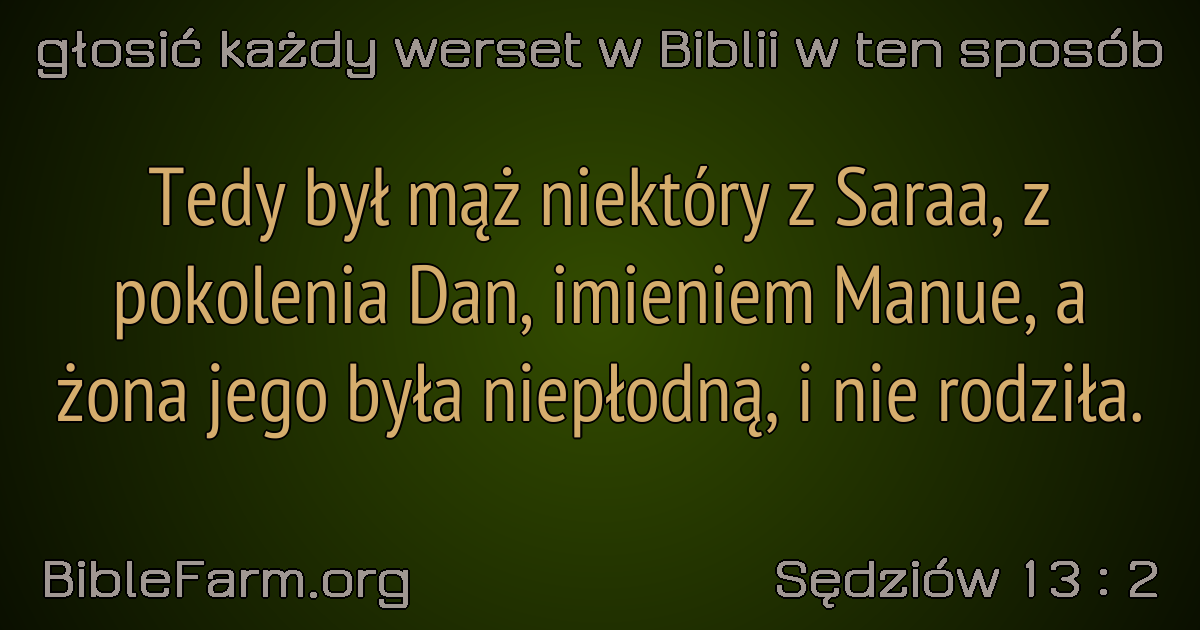 głosić każdy werset w Biblii w ten sposób
Tedy był mąż niektóry z Saraa, z
pokolenia Dan, imieniem Manue, a
żona jego była niepłodną, i nie rodziła.
BibleFarm.org
Sędziów 13 : 2